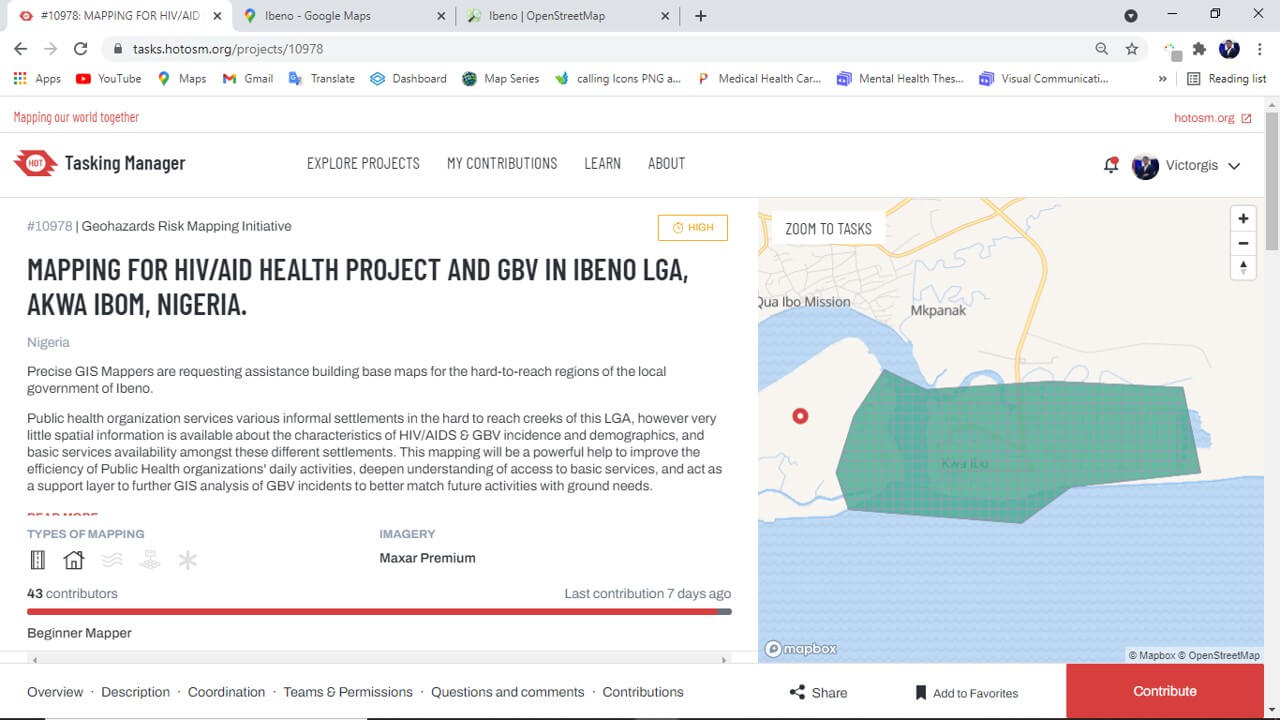 #10978: MAPPING FOR HIV/AID
Ibeno - Google Maps
Ibeno | OpenStreetMap
tasks.hotosm.org/projects/10978
Apps
YouTube
Maps
Gmail
Translate
Dashboard
Map Series
calling Icons PNG a...
Medical Health Car...
Mental Health Thes...
Visual Communicati...
»
Reading list
Mapping our world together
hotosm.org
HOT
Tasking Manager
EXPLORE PROJECTS
MY CONTRIBUTIONS
LEARN
ABOUT
Victorgis
#10978 | Geohazards Risk Mapping Initiative
HIGH
MAPPING FOR HIV/AID HEALTH PROJECT AND GBV IN IBENO LGA,
AKWA IBOM, NIGERIA.
Nigeria
Precise GIS Mappers are requesting assistance building base maps for the hard-to-reach regions of the local
government of Ibeno.
Public health organization services various informal settlements in the hard to reach creeks of this LGA, however very
little spatial information is available about the characteristics of HIV/AIDS & GBV incidence and demographics, and
basic services availability amongst these different settlements. This mapping will be a powerful help to improve the
efficiency of Public Health organizations' daily activities, deepen understanding of access to basic services, and act as
a support layer to further GIS analysis of GBV incidents to better match future activities with ground needs.
READ MORE
TYPES OF MAPPING
IMAGERY
Maxar Premium
43 contributors
Last contribution 7 days ago
Beginner Mapper
ZOOM TO TASKS
Qua Ibo Mission
Mkpanak
Kwa Ibo
mapbox
© Mapbox © OpenStreetMap
Overview · Description · Coordination · Teams & Permissions · Questions and comments · Contributions
Share
Add to Favorites
Contribute